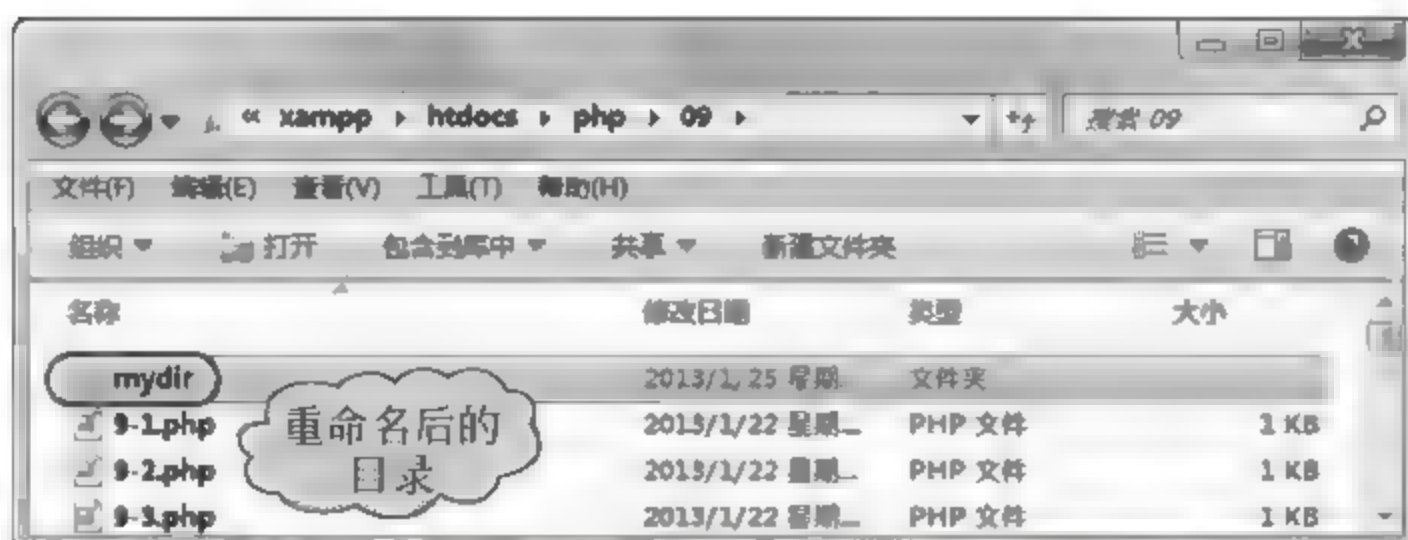 « xampp ▸ htdocs ▸ php ▸ 09 ▸ 搜索 09
文件(F) 编辑(E) 查看(V) 工具(T) 帮助(H)
组织 打开 包含到库中 共享 新建文件夹
名称 修改日期 类型 大小
mydir 2013/1/25 星期... 文件夹
9-1.php 2013/1/22 星期... PHP 文件 1 KB
9-2.php 2013/1/22 星期... PHP 文件 1 KB
9-3.php 2013/1/22 星期... PHP 文件 1 KB
重命名后的
目录